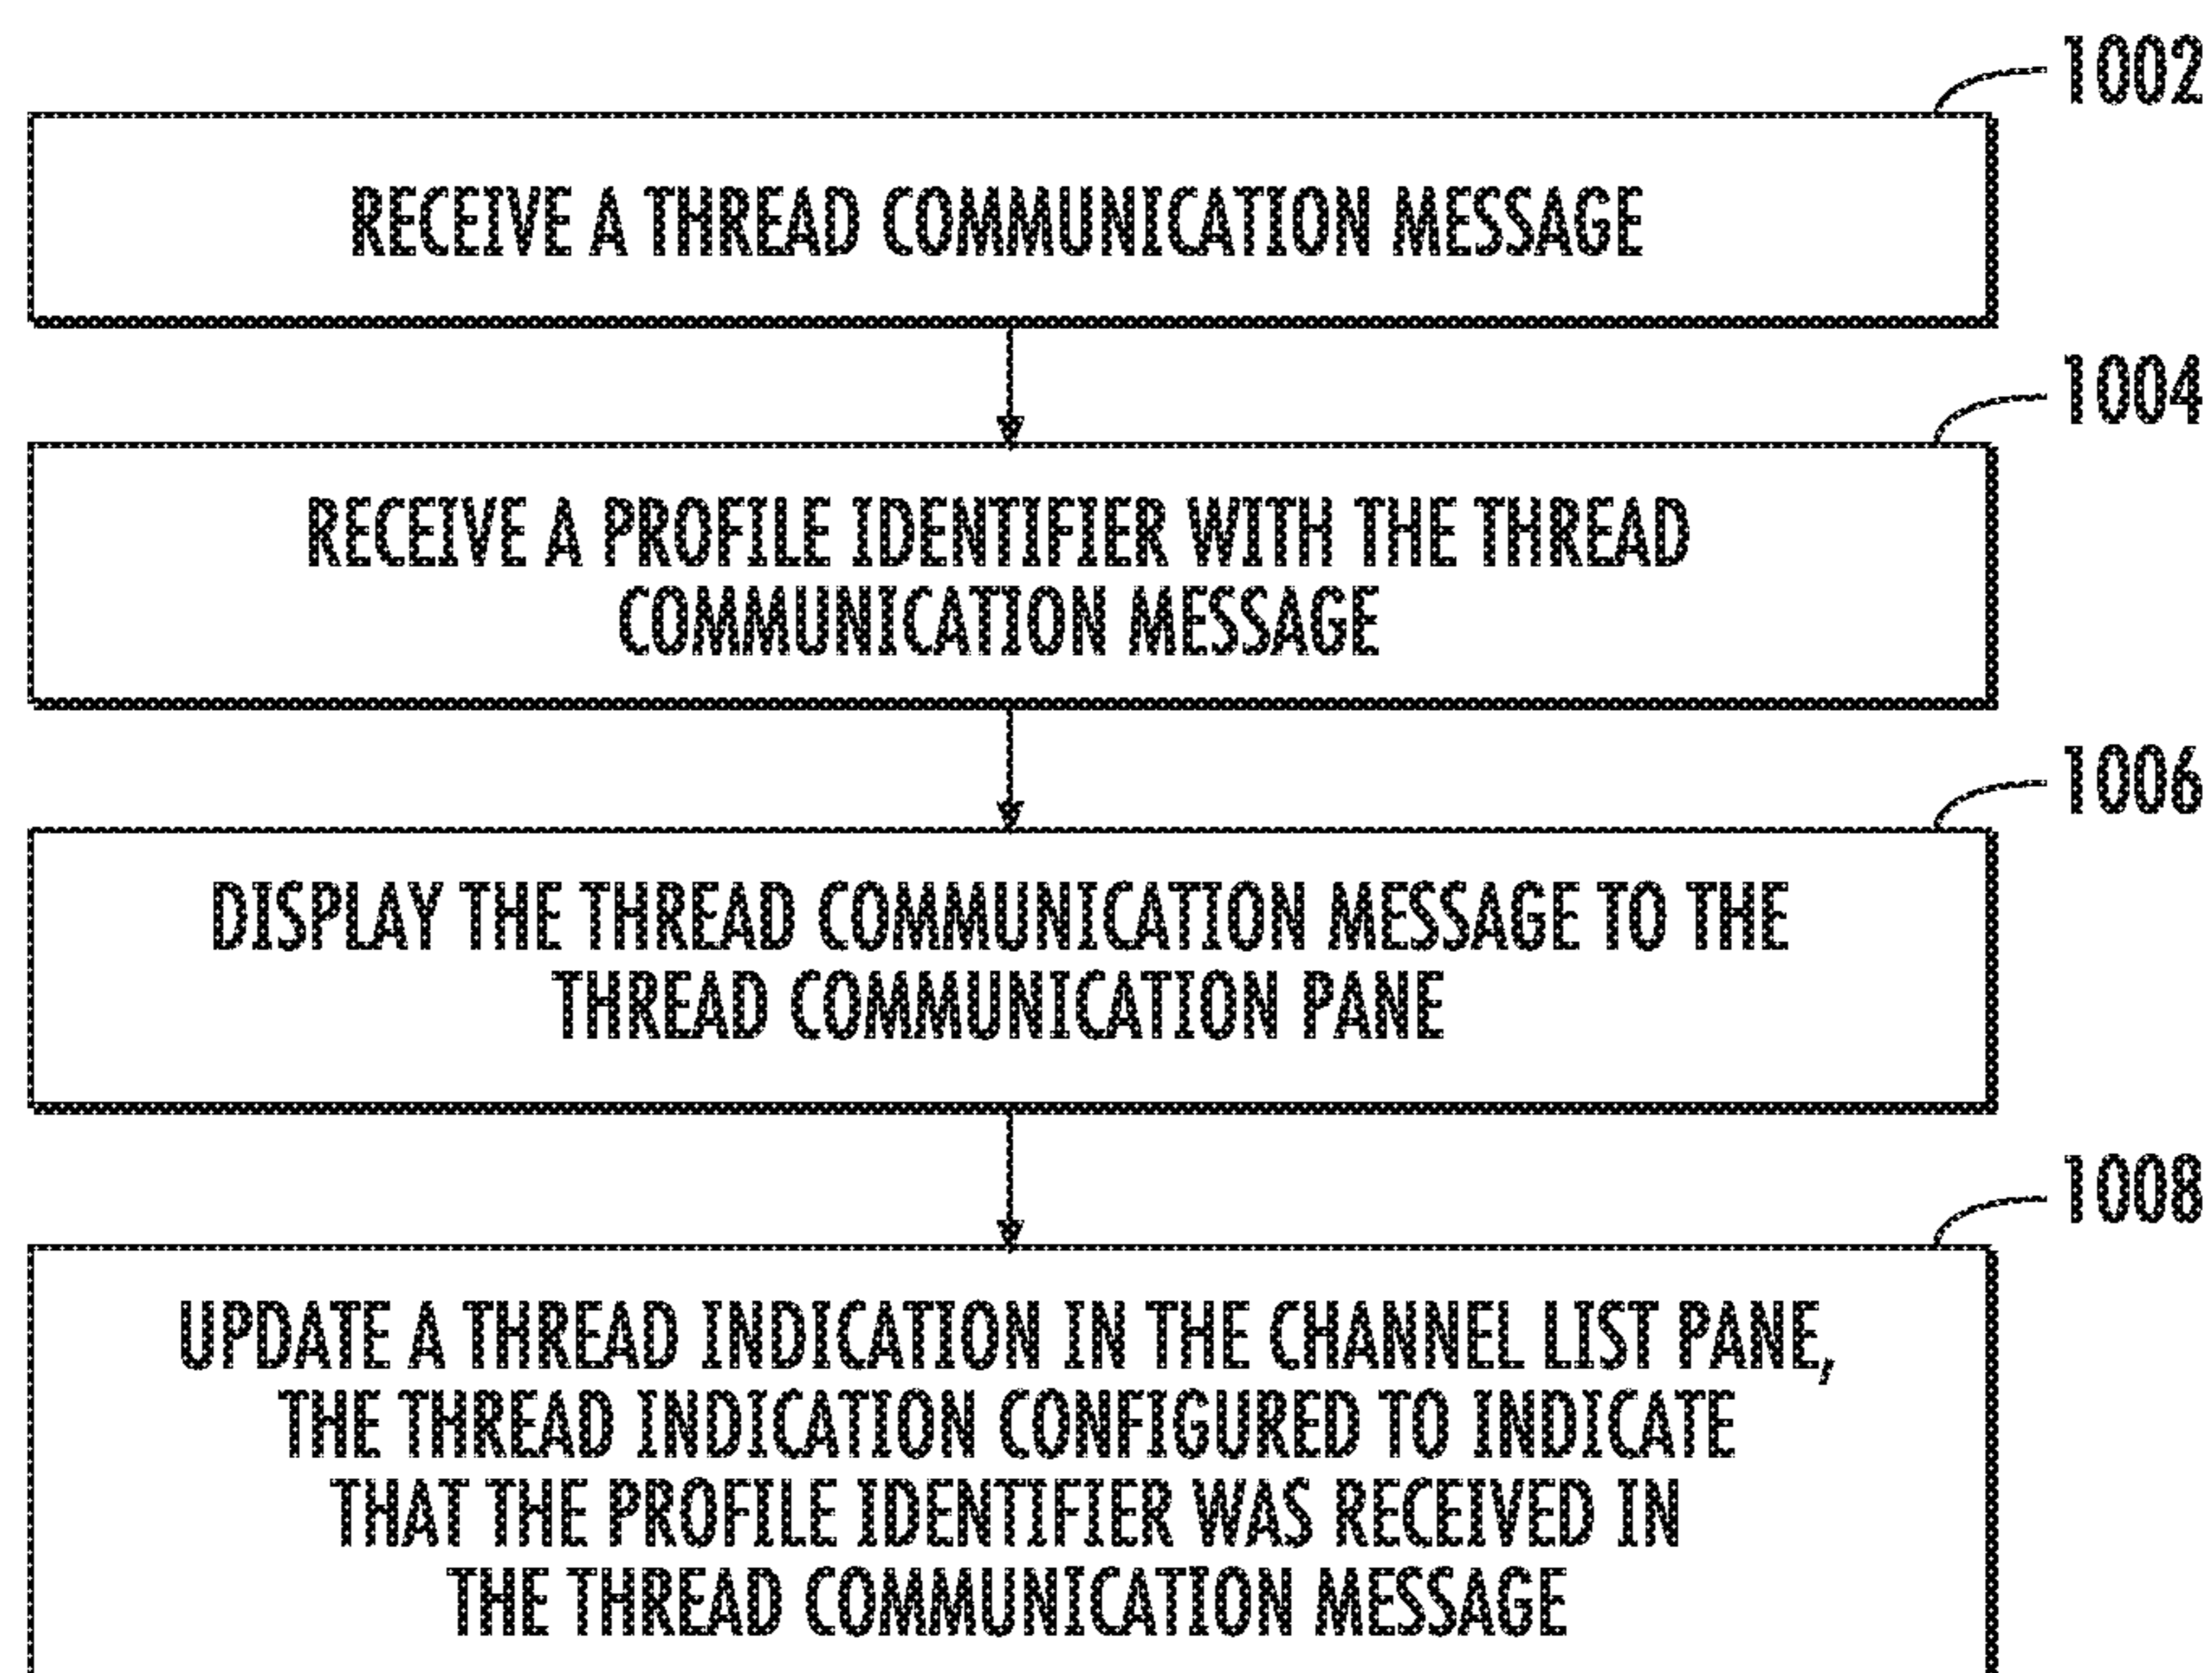 1002
RECEIVE A THREAD COMMUNICATION MESSAGE
1004
RECEIVE A PROFILE IDENTIFIER WITH THE THREAD
COMMUNICATION MESSAGE
1006
DISPLAY THE THREAD COMMUNICATION MESSAGE TO THE
THREAD COMMUNICATION PANE
1008
UPDATE A THREAD INDICATION IN THE CHANNEL LIST PANE,
THE THREAD INDICATION CONFIGURED TO INDICATE
THAT THE PROFILE IDENTIFIER WAS RECEIVED IN
THE THREAD COMMUNICATION MESSAGE